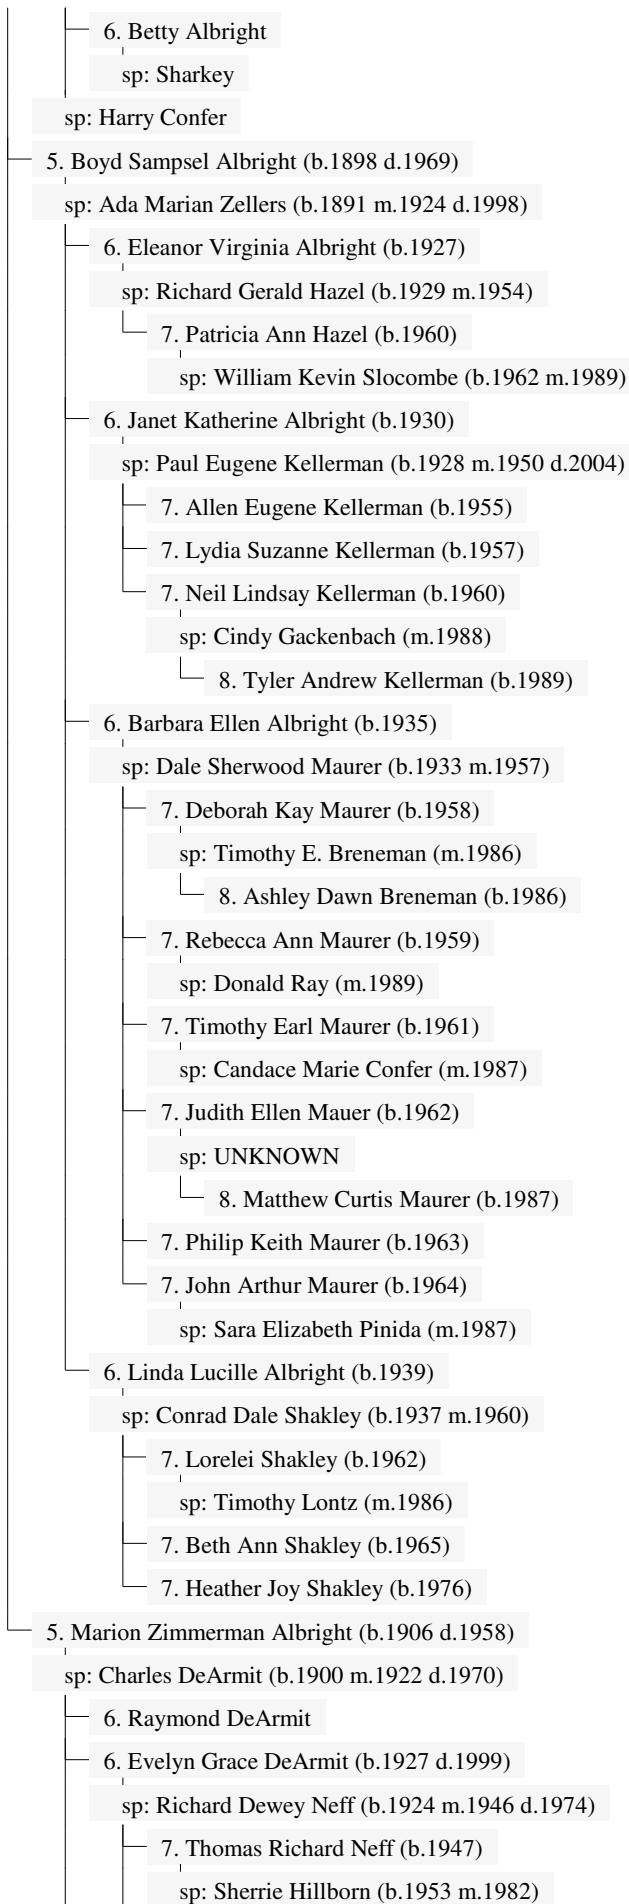 6. Betty Albright
sp: Sharkey
sp: Harry Confer
5. Boyd Sampsel Albright (b.1898 d.1969)
sp: Ada Marian Zellers (b.1891 m.1924 d.1998)
6. Eleanor Virginia Albright (b.1927)
sp: Richard Gerald Hazel (b.1929 m.1954)
7. Patricia Ann Hazel (b.1960)
sp: William Kevin Slocombe (b.1962 m.1989)
6. Janet Katherine Albright (b.1930)
sp: Paul Eugene Kellerman (b.1928 m.1950 d.2004)
7. Allen Eugene Kellerman (b.1955)
7. Lydia Suzanne Kellerman (b.1957)
7. Neil Lindsay Kellerman (b.1960)
sp: Cindy Gackenbach (m.1988)
8. Tyler Andrew Kellerman (b.1989)
6. Barbara Ellen Albright (b.1935)
sp: Dale Sherwood Maurer (b.1933 m.1957)
7. Deborah Kay Maurer (b.1958)
sp: Timothy E. Breneman (m.1986)
8. Ashley Dawn Breneman (b.1986)
7. Rebecca Ann Maurer (b.1959)
sp: Donald Ray (m.1989)
7. Timothy Earl Maurer (b.1961)
sp: Candace Marie Confer (m.1987)
7. Judith Ellen Mauer (b.1962)
sp: UNKNOWN
8. Matthew Curtis Maurer (b.1987)
7. Philip Keith Maurer (b.1963)
7. John Arthur Maurer (b.1964)
sp: Sara Elizabeth Pinida (m.1987)
6. Linda Lucille Albright (b.1939)
sp: Conrad Dale Shakley (b.1937 m.1960)
7. Lorelei Shakley (b.1962)
sp: Timothy Lontz (m.1986)
7. Beth Ann Shakley (b.1965)
7. Heather Joy Shakley (b.1976)
5. Marion Zimmerman Albright (b.1906 d.1958)
sp: Charles DeArmit (b.1900 m.1922 d.1970)
6. Raymond DeArmit
6. Evelyn Grace DeArmit (b.1927 d.1999)
sp: Richard Dewey Neff (b.1924 m.1946 d.1974)
7. Thomas Richard Neff (b.1947)
sp: Sherrie Hillborn (b.1953 m.1982)